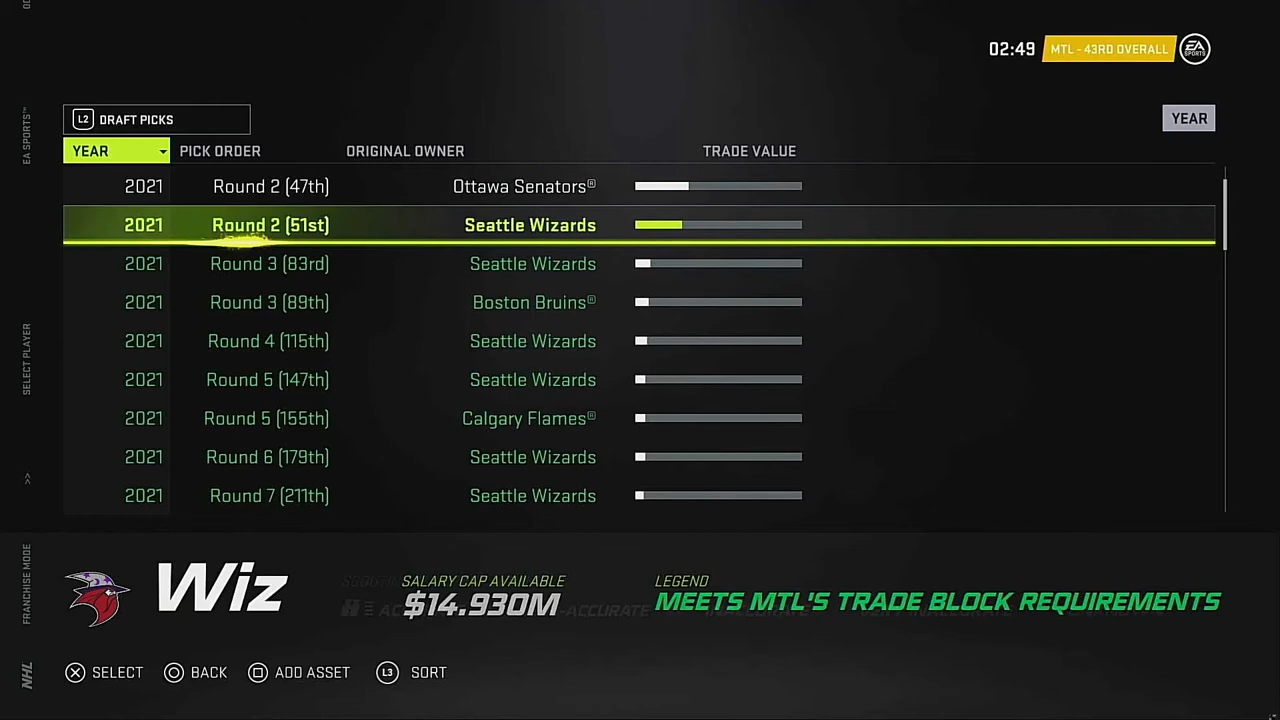 02:49 MTL - 43RD OVERALL EA SPORTS
L2 DRAFT PICKS YEAR
YEAR PICK ORDER ORIGINAL OWNER TRADE VALUE
2021 Round 2 (47th) Ottawa Senators®
2021 Round 2 (51st) Seattle Wizards
2021 Round 3 (83rd) Seattle Wizards
2021 Round 3 (89th) Boston Bruins®
2021 Round 4 (115th) Seattle Wizards
2021 Round 5 (147th) Seattle Wizards
2021 Round 5 (155th) Calgary Flames®
2021 Round 6 (179th) Seattle Wizards
2021 Round 7 (211th) Seattle Wizards
EA SPORTS™
SELECT PLAYER
>>
FRANCHISE MODE
NHL
Wiz
SALARY CAP AVAILABLE
$14.930M
LEGEND
MEETS MTL'S TRADE BLOCK REQUIREMENTS
SELECT BACK ADD ASSET L3 SORT